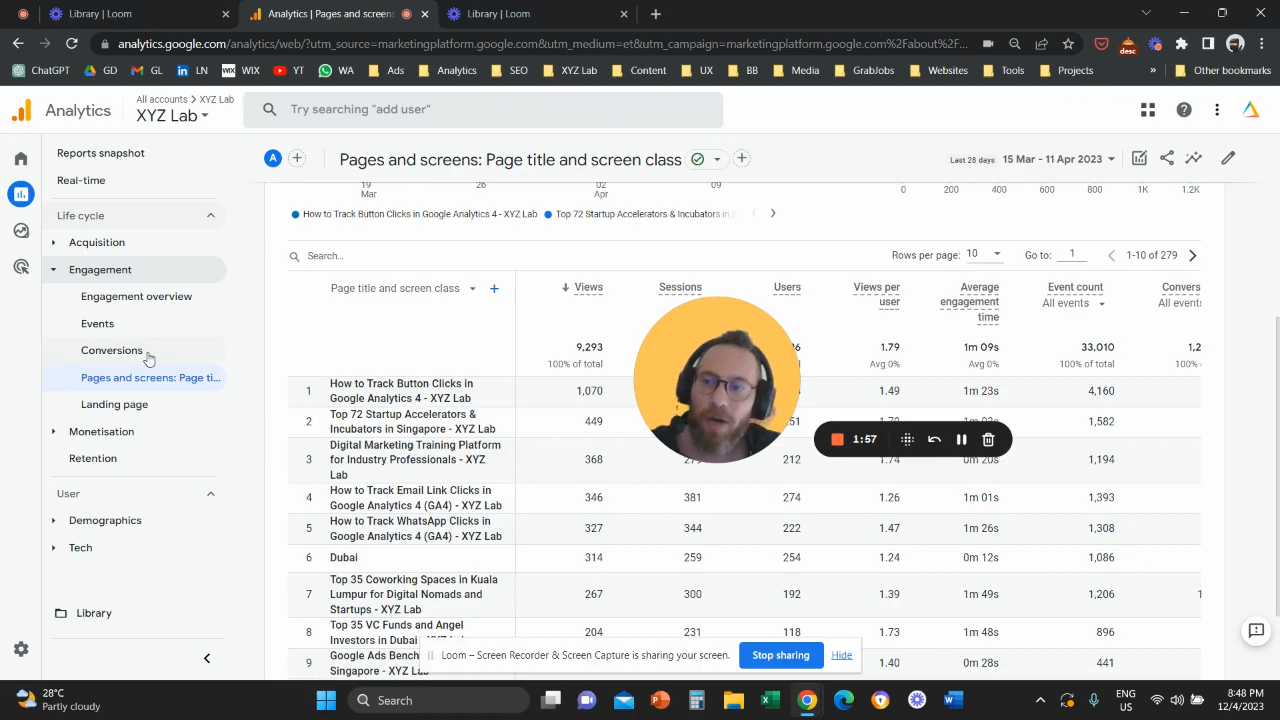 Library | Loom
Analytics | Pages and screens
Library | Loom
analytics.google.com/analytics/web/?utm_source=marketingplatform.google.com&utm_medium=et&utm_campaign=marketingplatform.google.com%2Fabout%2F...
ChatGPT GD GL LN WIX YT WA Ads Analytics SEO XYZ Lab Content UX BB Media GrabJobs Websites Tools Projects » Other bookmarks
desc
Analytics
All accounts > XYZ Lab
XYZ Lab
Try searching "add user"
Reports snapshot
Real-time
Life cycle
Acquisition
Engagement
Engagement overview
Events
Conversions
Pages and screens: Page ti...
Landing page
Monetisation
Retention
User
Demographics
Tech
Library
A
Pages and screens: Page title and screen class
Last 28 days 15 Mar - 11 Apr 2023
19 26 02 09
Mar Apr
0 200 400 600 800 1K 1.2K
How to Track Button Clicks in Google Analytics 4 - XYZ Lab Top 72 Startup Accelerators & Incubators in
Search...
Rows per page: 10 Go to: 1 1-10 of 279
Page title and screen class
Views Sessions Users Views per user Average engagement time Event count Convers
All events All events
9,293 1.79 1m 09s 33,010
100% of total Avg 0% Avg 0% 100% of total 100%
1 How to Track Button Clicks in Google Analytics 4 - XYZ Lab 1,070 1.49 1m 23s 4,160
2 Top 72 Startup Accelerators & Incubators in Singapore - XYZ Lab 449 1,582
3 Digital Marketing Training Platform for Industry Professionals - XYZ Lab 368 212 1.74 0m 20s 1,194
4 How to Track Email Link Clicks in Google Analytics 4 (GA4) - XYZ Lab 346 381 274 1.26 1m 01s 1,393
5 How to Track WhatsApp Clicks in Google Analytics 4 (GA4) - XYZ Lab 327 344 222 1.47 1m 26s 1,308
6 Dubai 314 259 254 1.24 0m 12s 1,086
7 Top 35 Coworking Spaces in Kuala Lumpur for Digital Nomads and Startups - XYZ Lab 267 300 192 1.39 1m 49s 1,206
8 Top 35 VC Funds and Angel Investors in Dubai 204 231 118 1.73 1m 48s 896
9 Google Ads Bench Singapore - XYZ Lab 1.40 0m 28s 441
1:57
Loom – Screen Recorder & Screen Capture is sharing your screen. Stop sharing Hide
28°C
Partly cloudy
Search
ENG
US
8:48 PM
12/4/2023